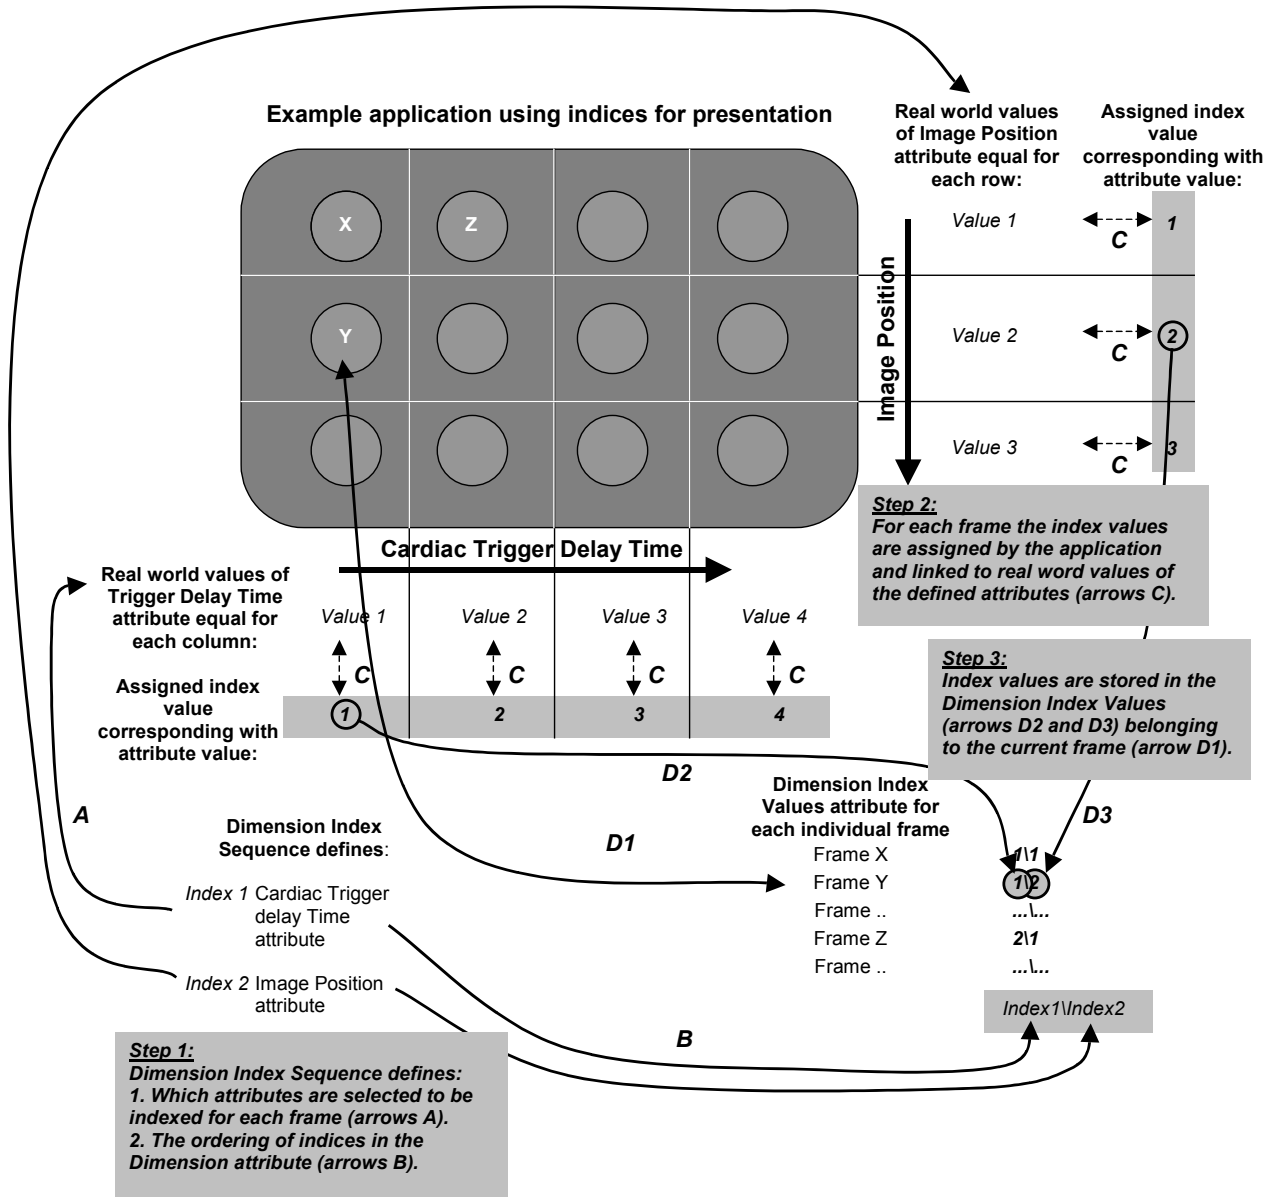 Example application using indices for presentation
Real world values
of Image Position
attribute equal for
each row:
Assigned index
value
corresponding with
attribute value:
X
Z
Y
Image Position
Value 1
C
1
Value 2
C
2
Value 3
C
3
Step 2:
For each frame the index values
are assigned by the application
and linked to real word values of
the defined attributes (arrows C).
Cardiac Trigger Delay Time
Real world values of
Trigger Delay Time
attribute equal for
each column:
Value 1
Value 2
Value 3
Value 4
C
C
C
C
Assigned index
value
corresponding with
attribute value:
1
2
3
4
Step 3:
Index values are stored in the
Dimension Index Values
(arrows D2 and D3) belonging
to the current frame (arrow D1).
D2
A
D1
D3
Dimension Index
Values attribute for
each individual frame
Frame X 1\1
Frame Y 1\2
Frame .. ...\...
Frame Z 2\1
Frame .. ...\...
Index1\Index2
Dimension Index
Sequence defines:
Index 1 Cardiac Trigger
delay Time
attribute
Index 2 Image Position
attribute
B
Step 1:
Dimension Index Sequence defines:
1. Which attributes are selected to be
indexed for each frame (arrows A).
2. The ordering of indices in the
Dimension attribute (arrows B).